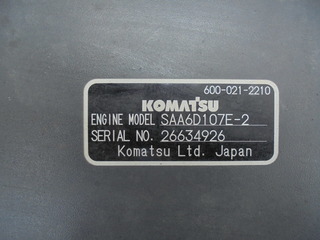 600-021-2210
KOMATSU
ENGINE MODEL SAA6D107E-2
SERIAL NO. 26634926
Komatsu Ltd. Japan